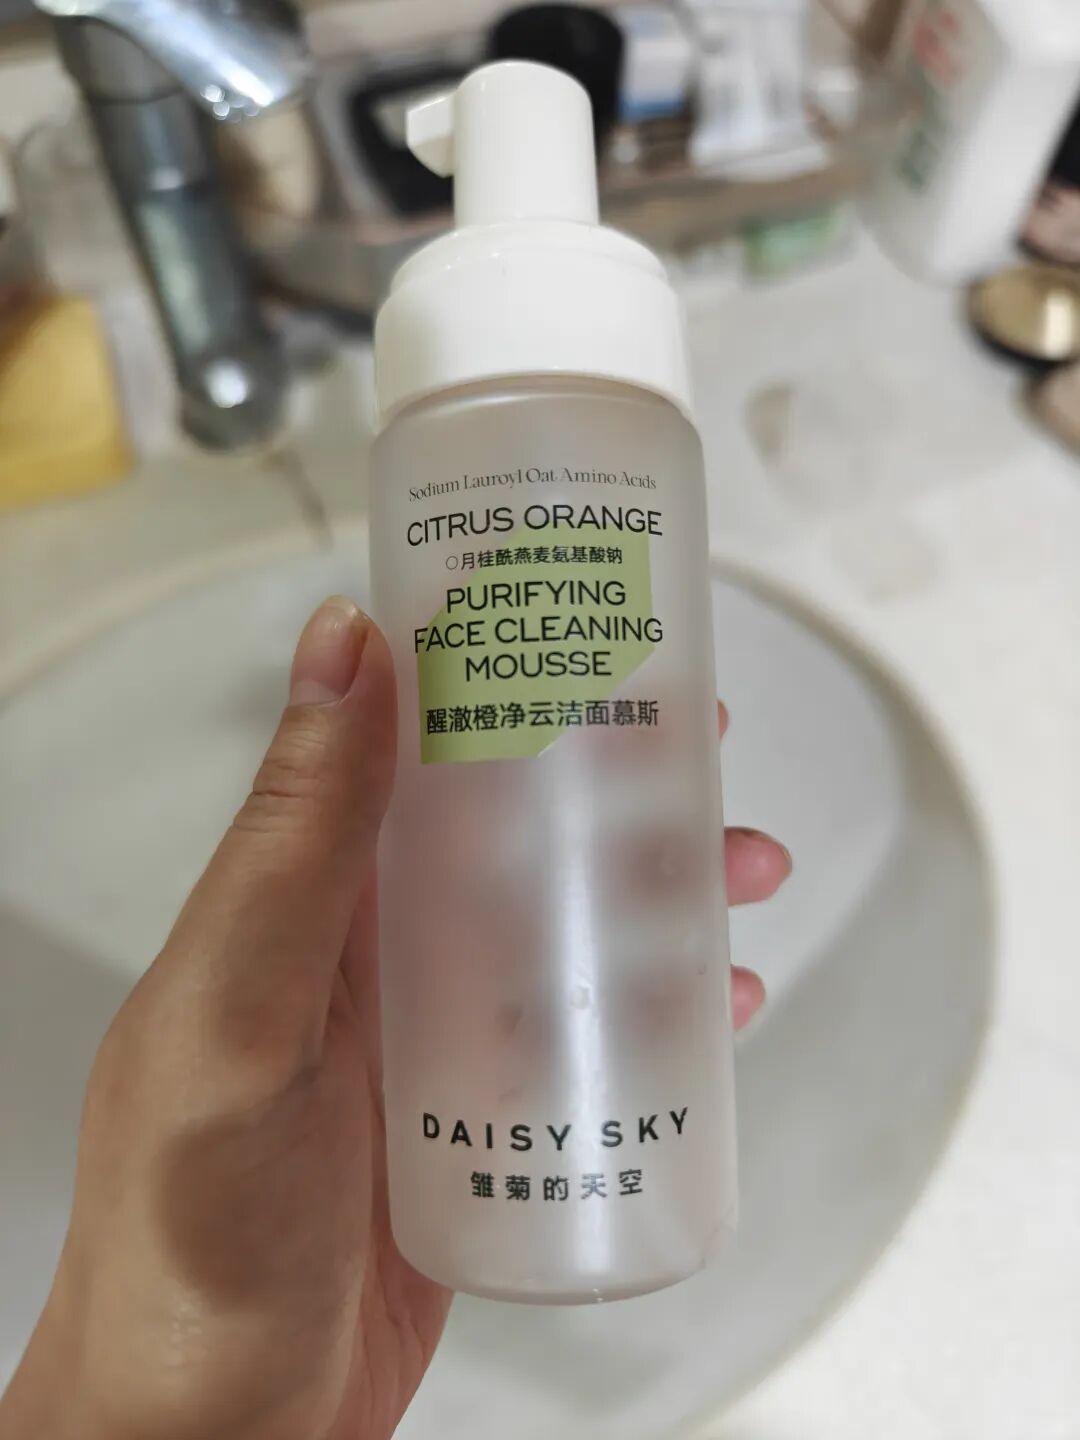 Sodium Lauroyl Oat Amino Acids
CITRUS ORANGE
○月桂酰燕麦氨基酸钠
PURIFYING
FACE CLEANING
MOUSSE
醒澈橙净云洁面慕斯
DAISY SKY
雏菊的天空